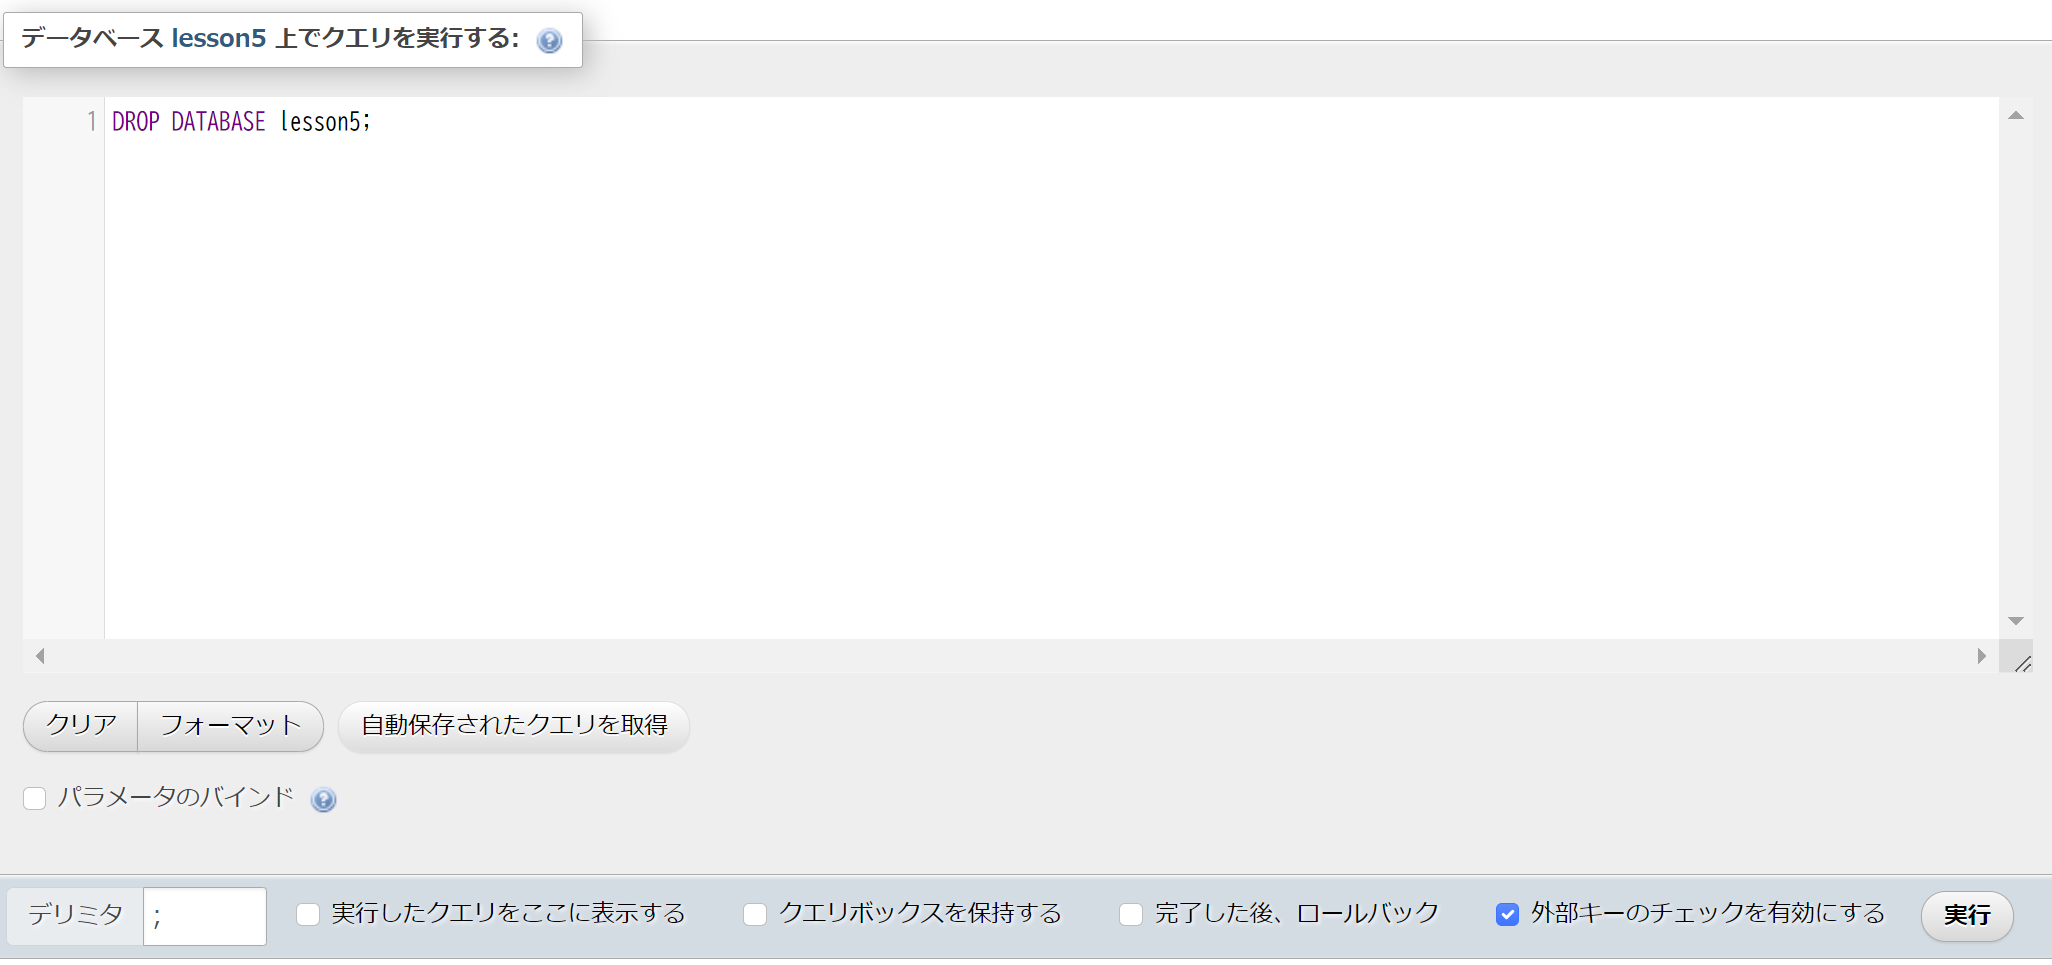 データベース lesson5 上でクエリを実行する:
1 DROP DATABASE lesson5;
クリア フォーマット 自動保存されたクエリを取得
パラメータのバインド
デリミタ ; 実行したクエリをここに表示する クエリボックスを保持する 完了した後、ロールバック 外部キーのチェックを有効にする 実行